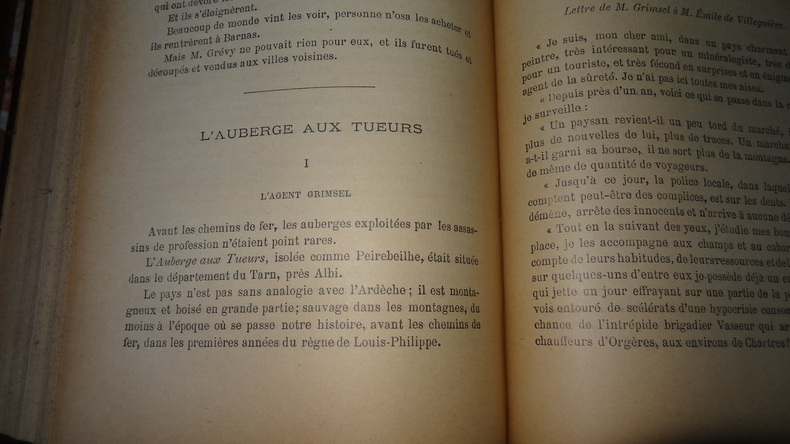 qui ont dévoré
Et ils s'éloignèrent.
Beaucoup de monde vint les voir, personne n'osa les acheter et
ils rentrèrent à Barnas.
Mais M. Grévy ne pouvait rien pour eux, et ils furent tués et
découpés et vendus aux villes voisines.
L'AUBERGE AUX TUEURS
I
L'AGENT GRIMSEL
Avant les chemins de fer, les auberges exploitées par les assas-
sins de profession n'étaient point rares.
L'Auberge aux Tueurs, isolée comme Peirebeilhe, était située
dans le département du Tarn, près Albi.
Le pays n'est pas sans analogie avec l'Ardèche; il est monta-
gneux et boisé en grande partie; sauvage dans les montagnes, du
moins à l'époque où se passe notre histoire, avant les chemins de
fer, dans les premières années du règne de Louis-Philippe.
Lettre de M. Grimsel à M. Émile de Villeguière.
« Je suis, mon cher ami, dans un pays charmant
peintre, très intéressant pour un minéralogiste, très
pour un touriste, et très fécond en surprises et en
agent de la sûreté. Je n'ai pas ici toutes mes aises.
« Depuis près d'un an, voici ce qui se passe dans la
je surveille :
« Un paysan revient-il un peu tard du marché,
plus de nouvelles de lui, plus de traces. Un
a-t-il garni sa bourse, il ne sort plus de la montagne.
de même de quantité de voyageurs.
« Jusqu'à ce jour, la police locale, dans
comptent peut-être des complices, est sur les dents.
démène, arrête des innocents et n'arrive à aucune
« Tout en la suivant des yeux, j'étudie mes
place, je les accompagne aux champs et au
compte de leurs habitudes, de leurs ressources et
sur quelques-uns d'entre eux je possède déjà un
qui jette un jour effrayant sur une partie de la
vois entouré de scélérats d'une hypocrisie
chance de l'intrépide brigadier Vasseur qui
chauffeurs d'Orgères, aux environs de Chartres